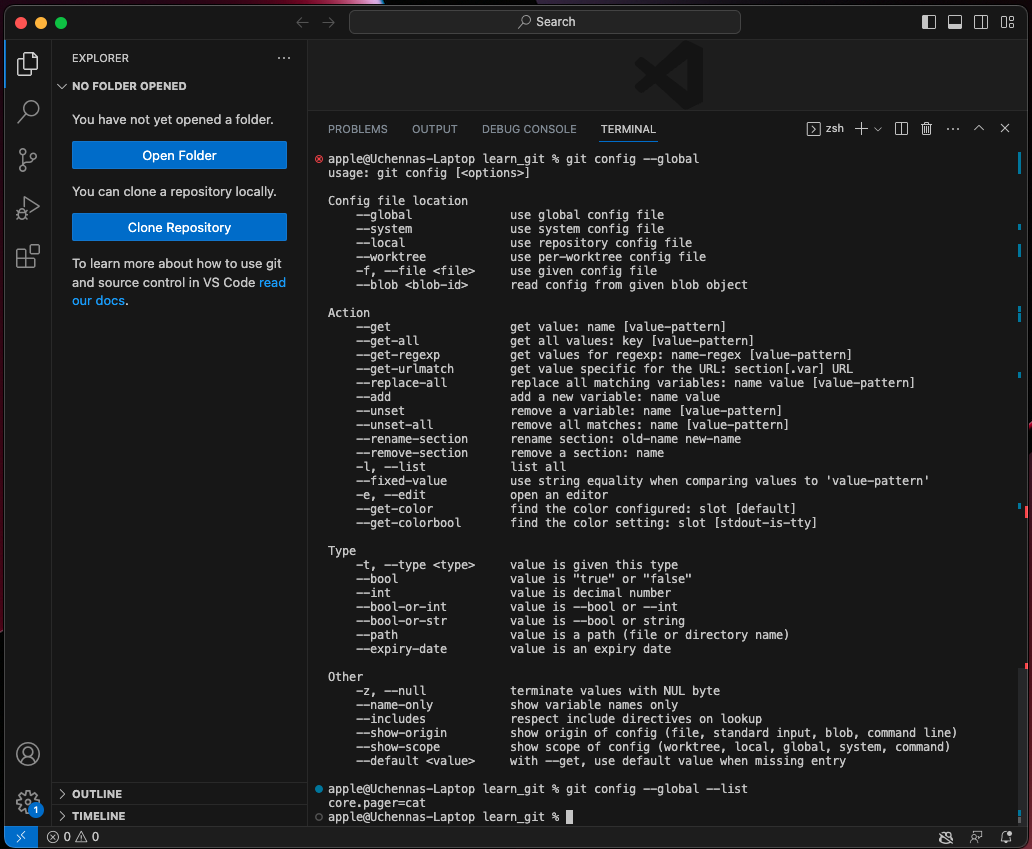 Search
EXPLORER
NO FOLDER OPENED
You have not yet opened a folder.
Open Folder
You can clone a repository locally.
Clone Repository
To learn more about how to use git
and source control in VS Code read
our docs.
OUTLINE
TIMELINE
PROBLEMS OUTPUT DEBUG CONSOLE TERMINAL
zsh
apple@Uchennas-Laptop learn_git % git config --global
usage: git config [<options>]
Config file location
--global use global config file
--system use system config file
--local use repository config file
--worktree use per-worktree config file
-f, --file <file> use given config file
--blob <blob-id> read config from given blob object
Action
--get get value: name [value-pattern]
--get-all get all values: key [value-pattern]
--get-regexp get values for regexp: name-regex [value-pattern]
--get-urlmatch get value specific for the URL: section[.var] URL
--replace-all replace all matching variables: name value [value-pattern]
--add add a new variable: name value
--unset remove a variable: name [value-pattern]
--unset-all remove all matches: name [value-pattern]
--rename-section rename section: old-name new-name
--remove-section remove a section: name
-l, --list list all
--fixed-value use string equality when comparing values to 'value-pattern'
-e, --edit open an editor
--get-color find the color configured: slot [default]
--get-colorbool find the color setting: slot [stdout-is-tty]
Type
-t, --type <type> value is given this type
--bool value is "true" or "false"
--int value is decimal number
--bool-or-int value is --bool or --int
--bool-or-str value is --bool or string
--path value is a path (file or directory name)
--expiry-date value is an expiry date
Other
-z, --null terminate values with NUL byte
--name-only show variable names only
--includes respect include directives on lookup
--show-origin show origin of config (file, standard input, blob, command line)
--show-scope show scope of config (worktree, local, global, system, command)
--default <value> with --get, use default value when missing entry
apple@Uchennas-Laptop learn_git % git config --global --list
core.pager=cat
apple@Uchennas-Laptop learn_git %
1
0 0